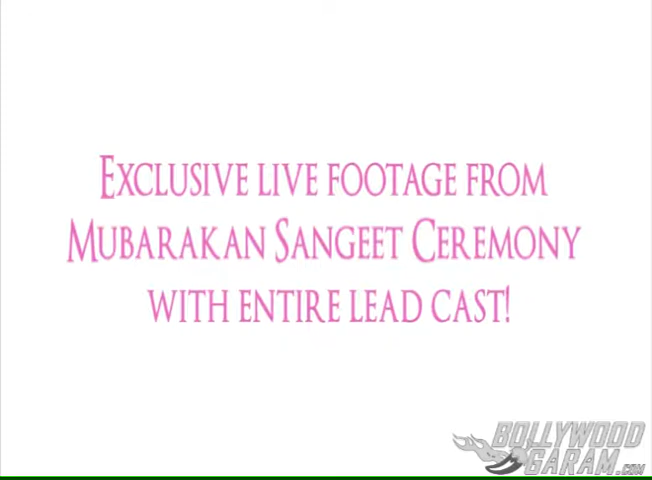 Exclusive live footage from
Mubarakan Sangeet Ceremony
with entire lead cast!
BOLLYWOOD
GARAM.COM